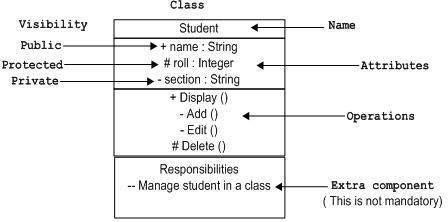 Class
Visibility
Student
Name
Public
+ name : String
Protected
# roll : Integer
Attributes
Private
- section : String
+ Display ()
- Add ()
Operations
- Edit ()
# Delete ()
Responsibilities
-- Manage student in a class
Extra component
( This is not mandatory)